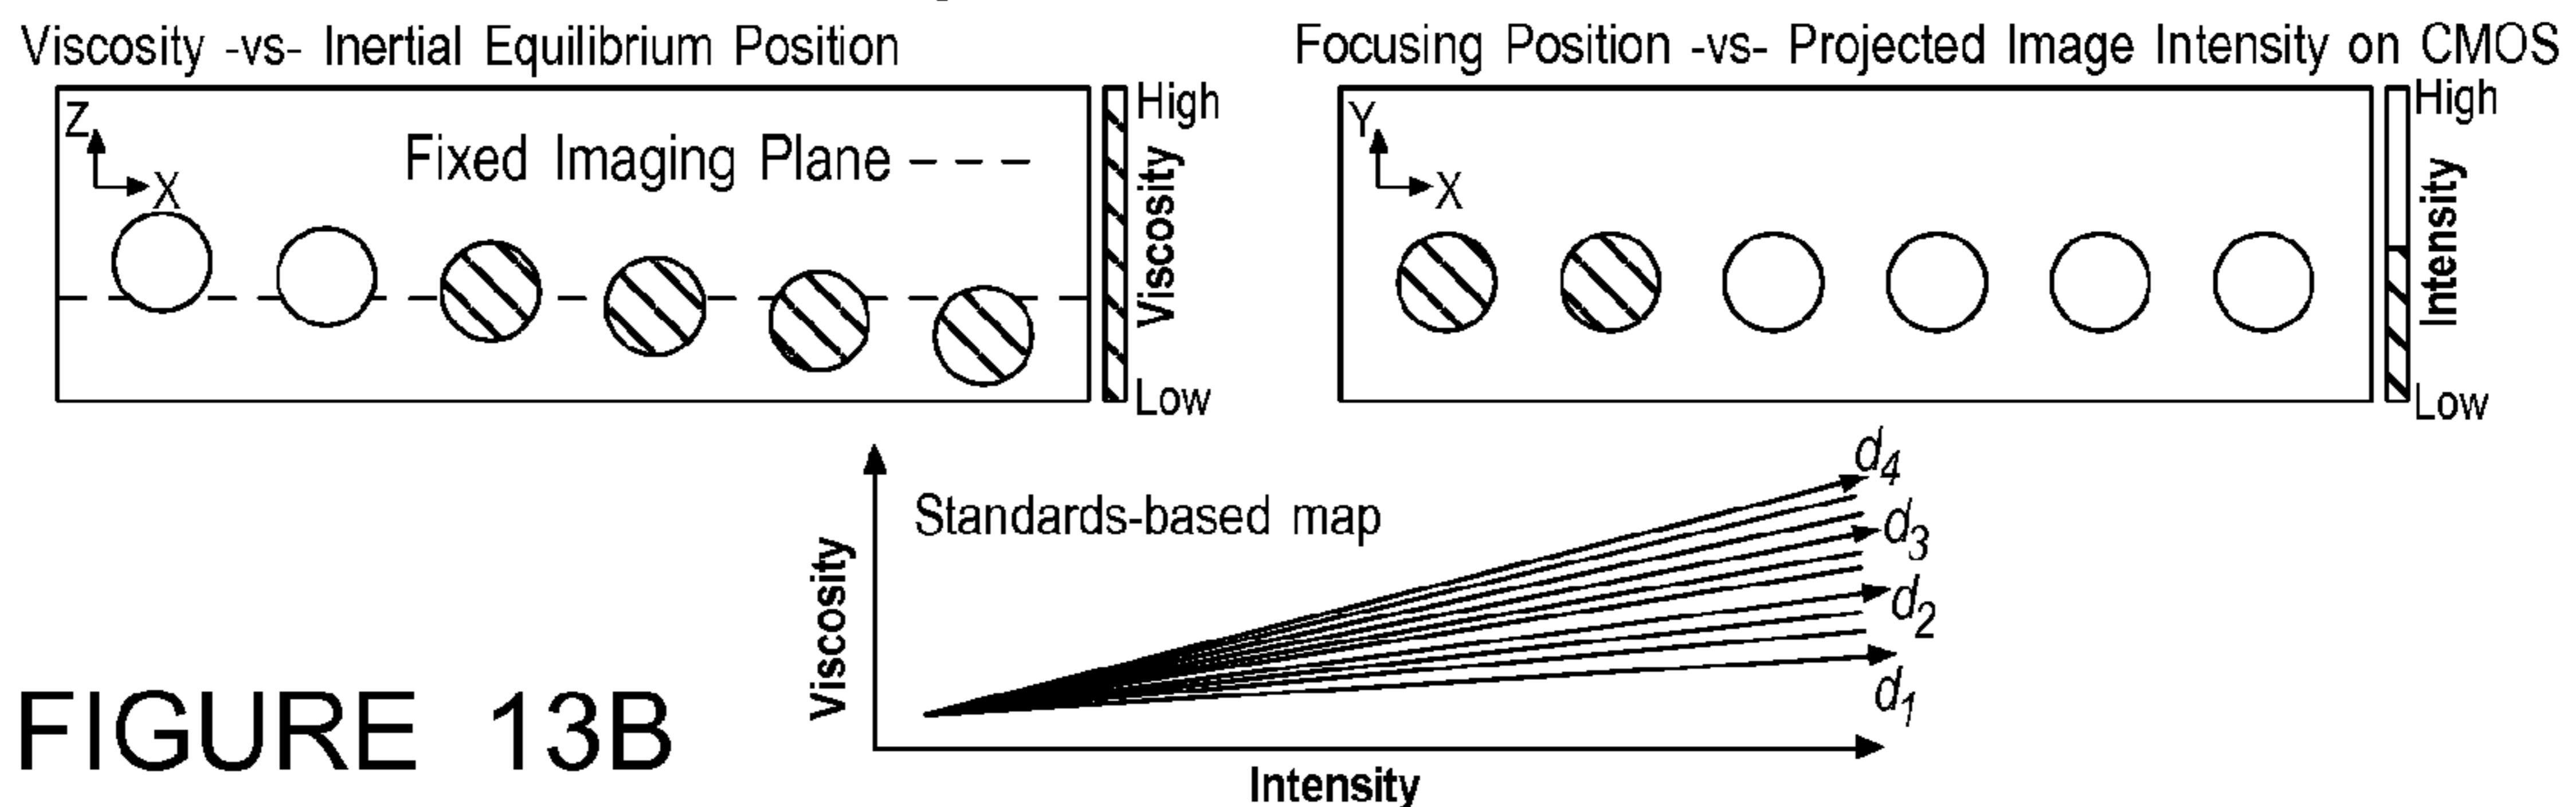 Viscosity -vs- Inertial Equilibrium Position
Z
X
Fixed Imaging Plane
High
Viscosity
Low
Focusing Position -vs- Projected Image Intensity on CMOS
Y
X
High
Intensity
Low
Standards-based map
Viscosity
Intensity
d4
d3
d2
d1
FIGURE 13B